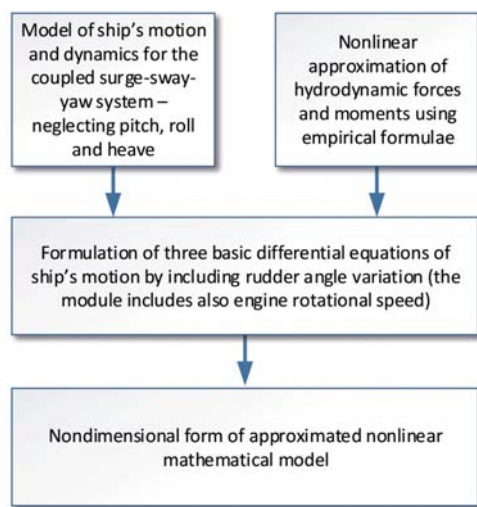 Model of ship's motion
and dynamics for the
coupled surge-sway-
yaw system –
neglecting pitch, roll
and heave
Nonlinear
approximation of
hydrodynamic forces
and moments using
empirical formulae
Formulation of three basic differential equations of
ship's motion by including rudder angle variation (the
module includes also engine rotational speed)
Nondimensional form of approximated nonlinear
mathematical model